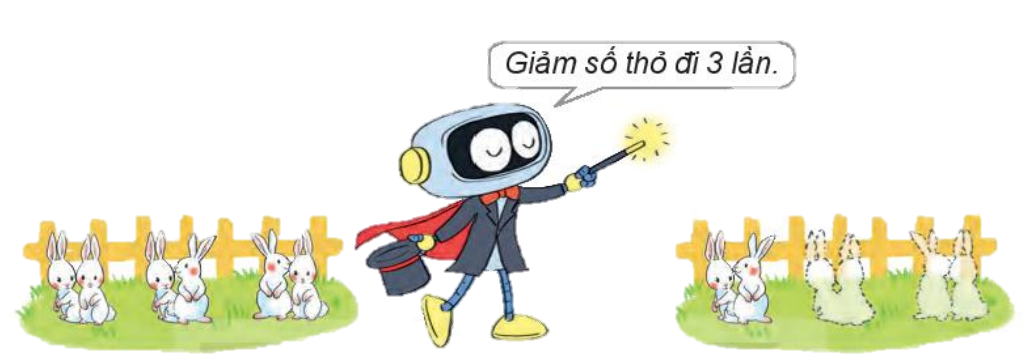 Giảm số thỏ đi 3 lần.